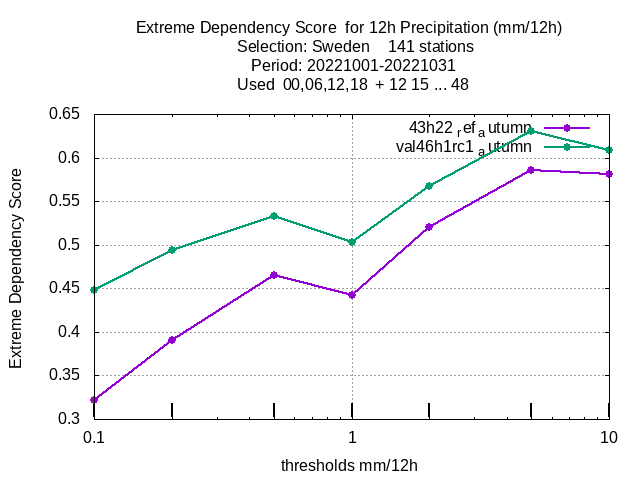 Extreme Dependency Score  for 12h Precipitation (mm/12h)
Selection: Sweden    141 stations
Period: 20221001-20221031
Used  00,06,12,18  + 12 15 ... 48
43h22 ref a utumn
val46h1rc1 a utumn
Extreme Dependency Score
0.65
0.6
0.55
0.5
0.45
0.4
0.35
0.3
0.1
1
10
thresholds mm/12h